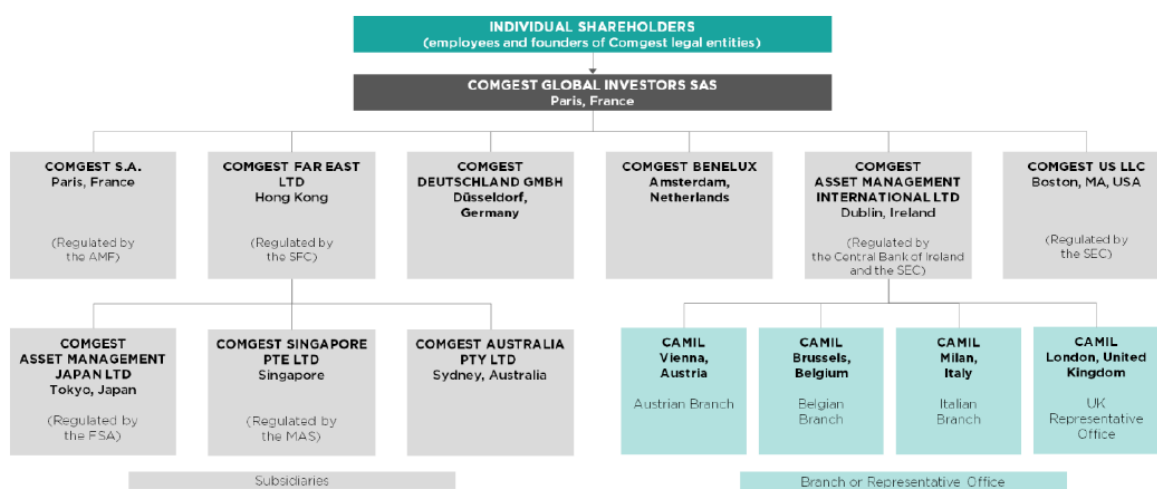 INDIVIDUAL SHAREHOLDERS
(employees and founders of Comgest legal entities)
COMGEST GLOBAL INVESTORS SAS
Paris, France
COMGEST S.A.
Paris, France
(Regulated by
the AMF)
COMGEST FAR EAST
LTD
Hong Kong
(Regulated by
the SFC)
COMGEST
DEUTSCHLAND GMBH
Düsseldorf,
Germany
COMGEST BENELUX
Amsterdam,
Netherlands
COMGEST
ASSET MANAGEMENT
INTERNATIONAL LTD
Dublin, Ireland
(Regulated by
the Central Bank of Ireland
and the SEC)
COMGEST US LLC
Boston, MA, USA
(Regulated by
the SEC)
COMGEST
ASSET MANAGEMENT
JAPAN LTD
Tokyo, Japan
(Regulated by
the FSA)
COMGEST SINGAPORE
PTE LTD
Singapore
(Regulated by
the MAS)
COMGEST AUSTRALIA
PTY LTD
Sydney, Australia
CAMIL
Vienna,
Austria
Austrian Branch
CAMIL
Brussels,
Belgium
Belgian
Branch
CAMIL
Milan,
Italy
Italian
Branch
CAMIL
London, United
Kingdom
UK
Representative
Office
Subsidiaries
Branch or Representative Office